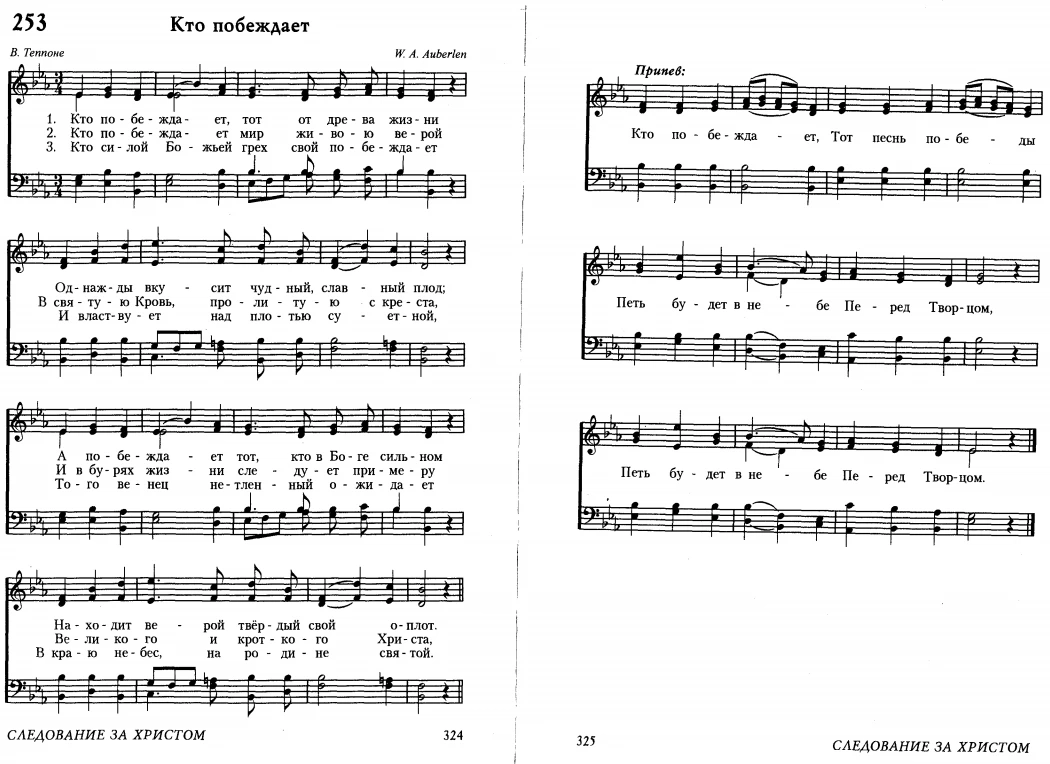 253
Кто побеждает
В. Теппоне
W. A. Auberlen
1. Кто по - бе - жда - ет, тот от дре - ва жиз - ни
2. Кто по - бе - жда - ет мир жи - во - ю ве - рой
3. Кто си - лой Бо - жьей грех свой по - бе - жда - ет
Од - наж - ды вку - сит чуд - ный, слав - ный плод;
В свя - ту - ю Кровь, про - ли - ту - ю с кре - ста,
И власт - ву - ет над пло - тью су - ет - ной,
А по - бе - жда - ет тот, кто в Бо - ге силь - ном
И в бу - рях жиз - ни сле - ду - ет при - ме - ру
То - го ве - нец не - тлен - ный о - жи - да - ет
На - хо - дит ве - рой твёр - дый свой о - плот.
Ве - ли - ко - го и крот - ко - го Хри - ста,
В кра - ю не - бес, на ро - ди - не свя - той.
СЛЕДОВАНИЕ ЗА ХРИСТОМ
324
Припев:
Кто по - бе - жда - ет, Тот песнь по - бе - ды
Петь бу - дет в не - бе Пе - ред Твор - цом,
Петь бу - дет в не - бе Пе - ред Твор - цом.
325
СЛЕДОВАНИЕ ЗА ХРИСТОМ